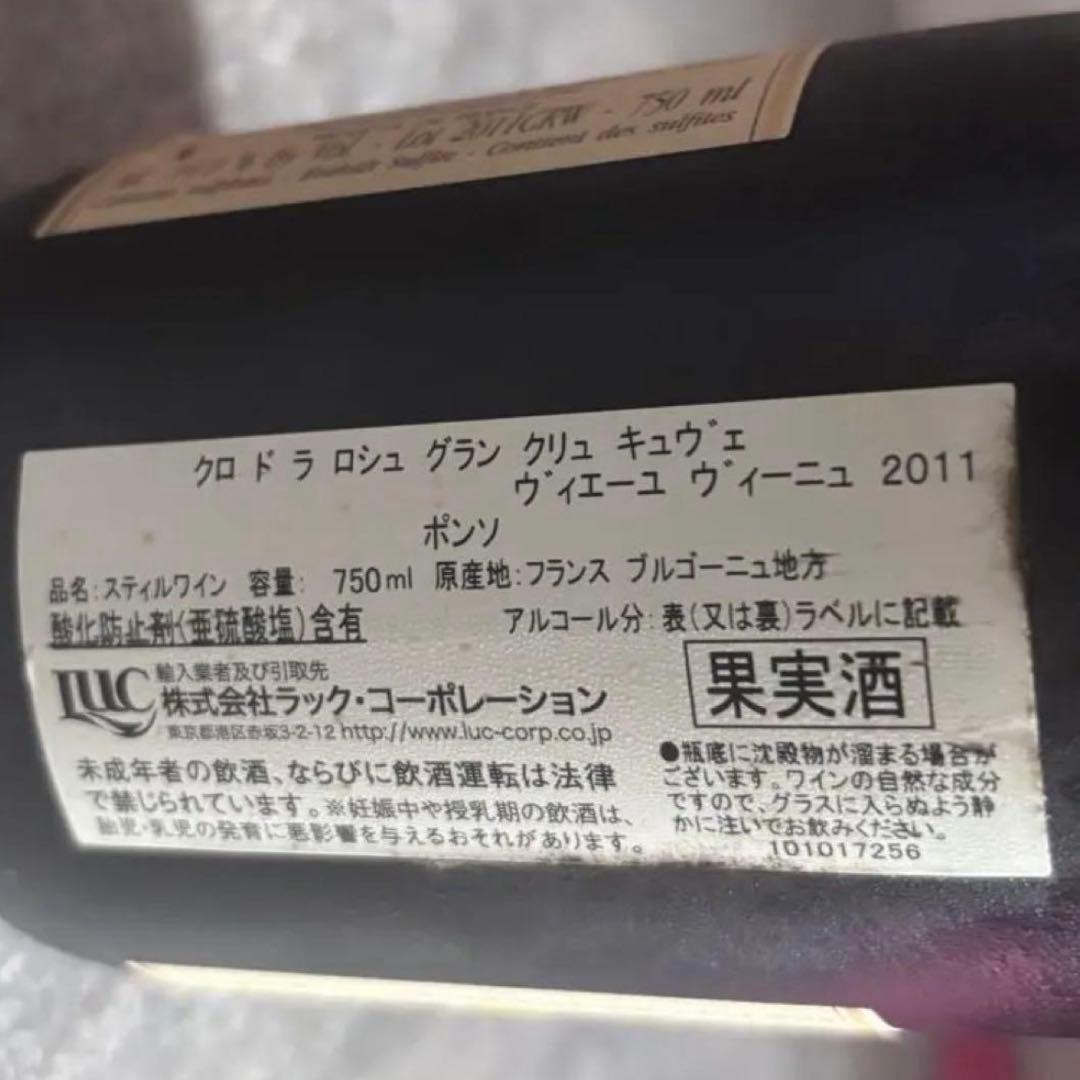 Vol - Lot 2011CRW - 750 ml
Enthält Sulfite - Contient des sulfites
クロ ド ラ ロシュ グラン クリュ キュヴェ
ヴィエーユ ヴィーニュ 2011
ポンソ
品名:スティルワイン 容量: 750ml 原産地:フランス ブルゴーニュ地方
酸化防止剤(亜硫酸塩)含有 アルコール分:表(又は裏)ラベルに記載
LUC 輸入業者及び引取先
株式会社ラック・コーポレーション
東京都港区赤坂3-2-12 http://www.luc-corp.co.jp
果実酒
未成年者の飲酒、ならびに飲酒運転は法律
で禁じられています。※妊娠中や授乳期の飲酒は、
胎児・乳児の発育に悪影響を与えるおそれがあります。
●瓶底に沈殿物が溜まる場合が
ございます。ワインの自然な成分
ですので、グラスに入らぬよう静
かに注いでお飲みください。
101017256